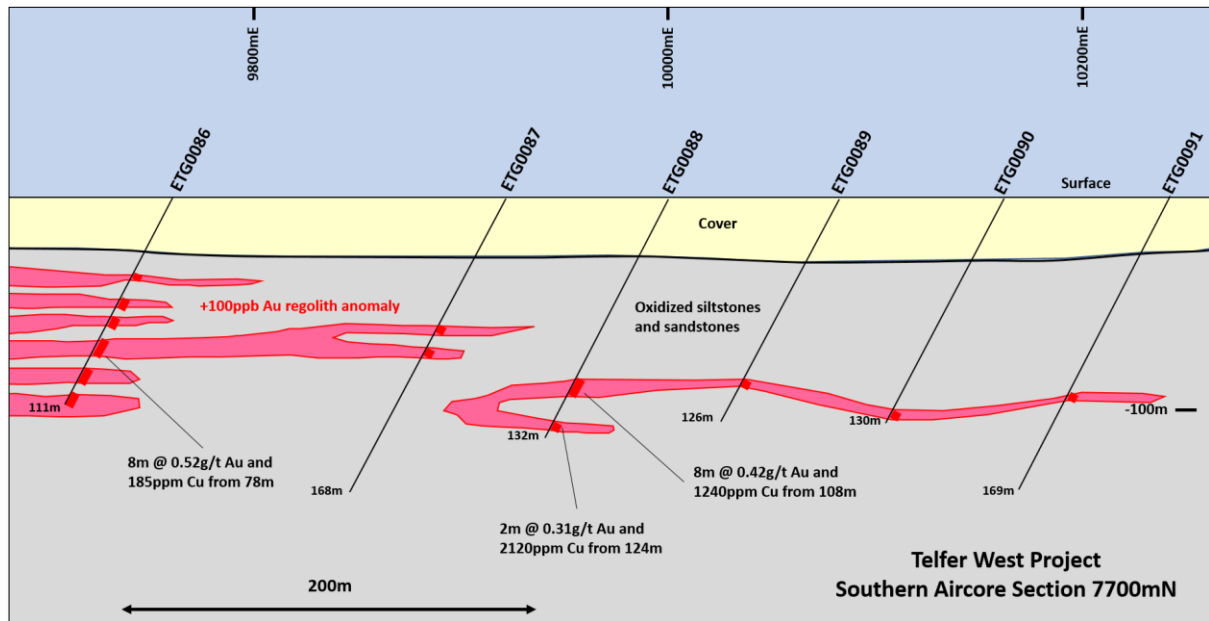 9800mE
10000mE
10200mE
ETG0086
ETG0087
ETG0088
ETG0089
ETG0090
ETG0091
Surface
Cover
+100ppb Au regolith anomaly
Oxidized siltstones
and sandstones
111m
168m
132m
126m
130m
169m
-100m
8m @ 0.52g/t Au and
185ppm Cu from 78m
8m @ 0.42g/t Au and
1240ppm Cu from 108m
2m @ 0.31g/t Au and
2120ppm Cu from 124m
200m
Telfer West Project
Southern Aircore Section 7700mN